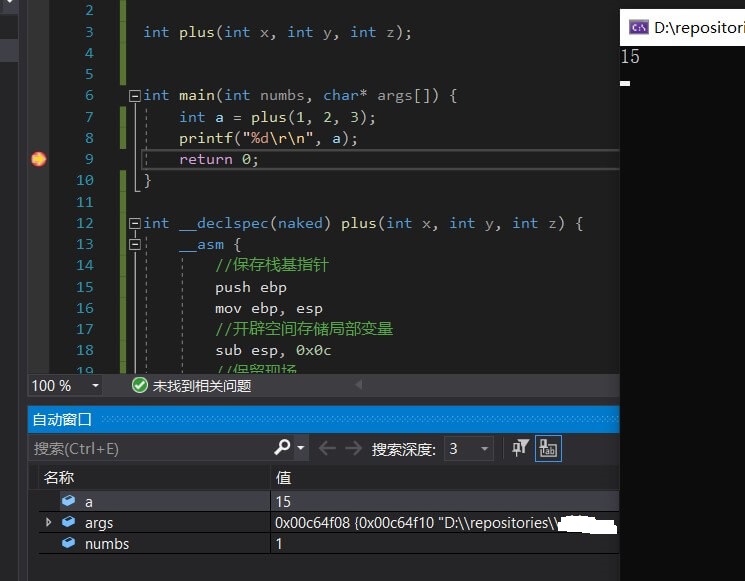 2
3 int plus(int x, int y, int z);
4
5
6 int main(int numbs, char* args[]) {
7 int a = plus(1, 2, 3);
8 printf("%d\r\n", a);
9 return 0;
10 }
11
12 int __declspec(naked) plus(int x, int y, int z) {
13 __asm {
14 //保存栈基指针
15 push ebp
16 mov ebp, esp
17 //开辟空间存储局部变量
18 sub esp, 0x0c
19 //保留现场
100 % 未找到相关问题
自动窗口
搜索(Ctrl+E) 搜索深度: 3
名称 值
a 15
args 0x00c64f08 {0x00c64f10 "D:\\repositories\\
numbs 1
C:\ D:\repositori
15